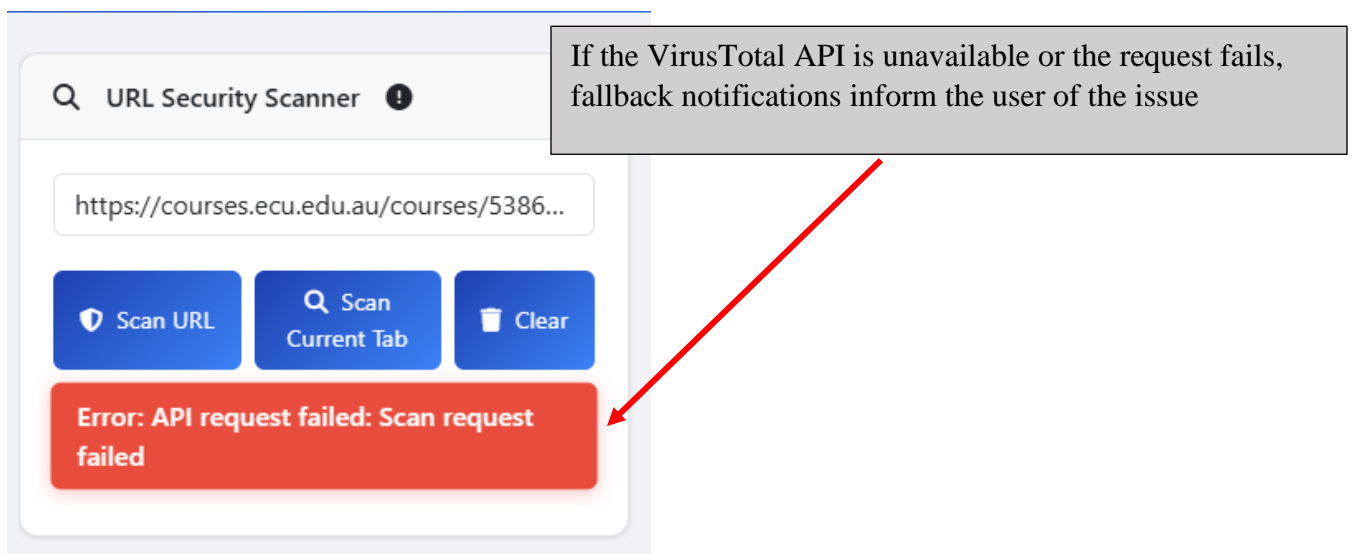 If the VirusTotal API is unavailable or the request fails,
fallback notifications inform the user of the issue
URL Security Scanner
https://courses.ecu.edu.au/courses/5386...
Scan URL
Scan
Current Tab
Clear
Error: API request failed: Scan request
failed